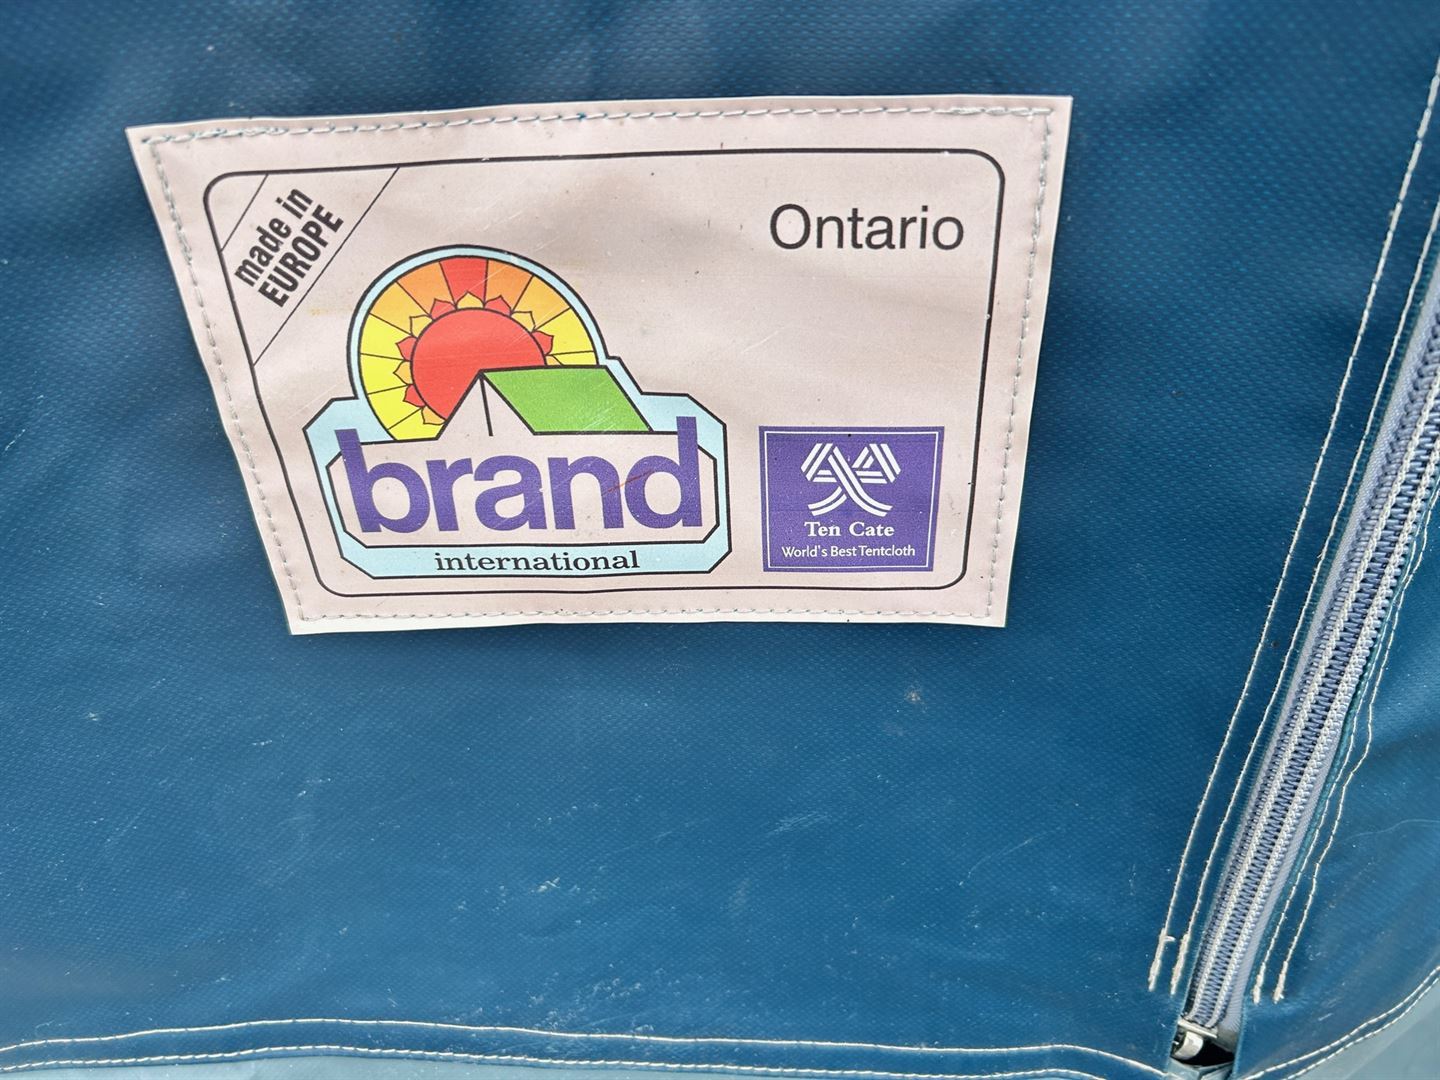 made in
EUROPE
Ontario
brand
international
Ten Cate
World's Best Tentcloth